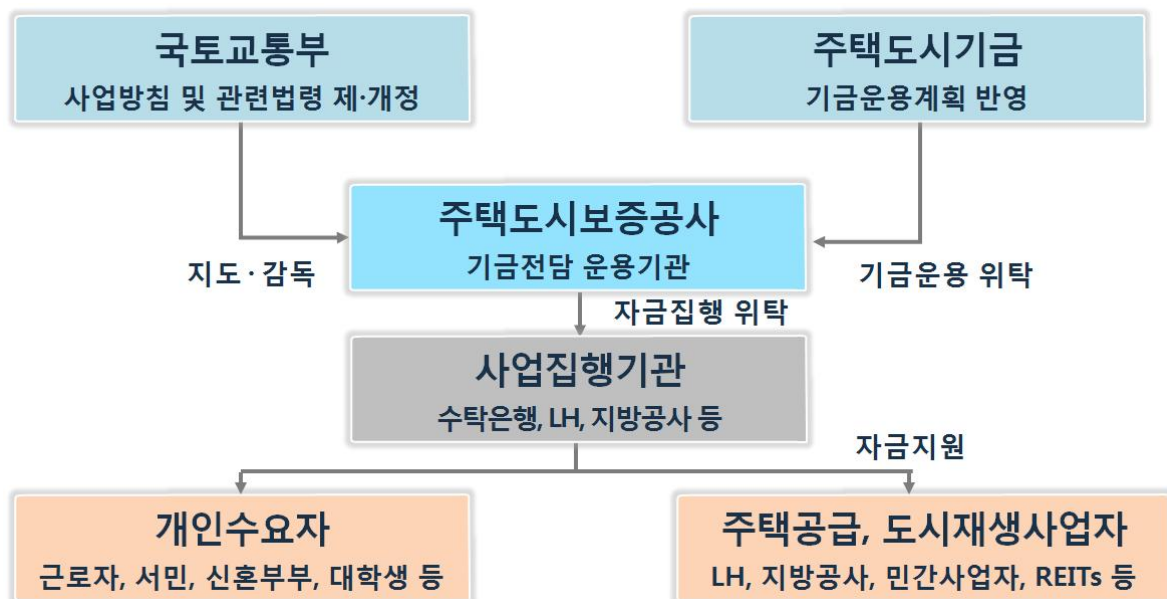 국토교통부
사업방침 및 관련법령 제·개정
주택도시기금
기금운용계획 반영
주택도시보증공사
기금전담 운용기관
지도·감독
기금운용 위탁
자금집행 위탁
사업집행기관
수탁은행, LH, 지방공사 등
자금지원
개인수요자
근로자, 서민, 신혼부부, 대학생 등
주택공급, 도시재생사업자
LH, 지방공사, 민간사업자, REITs 등